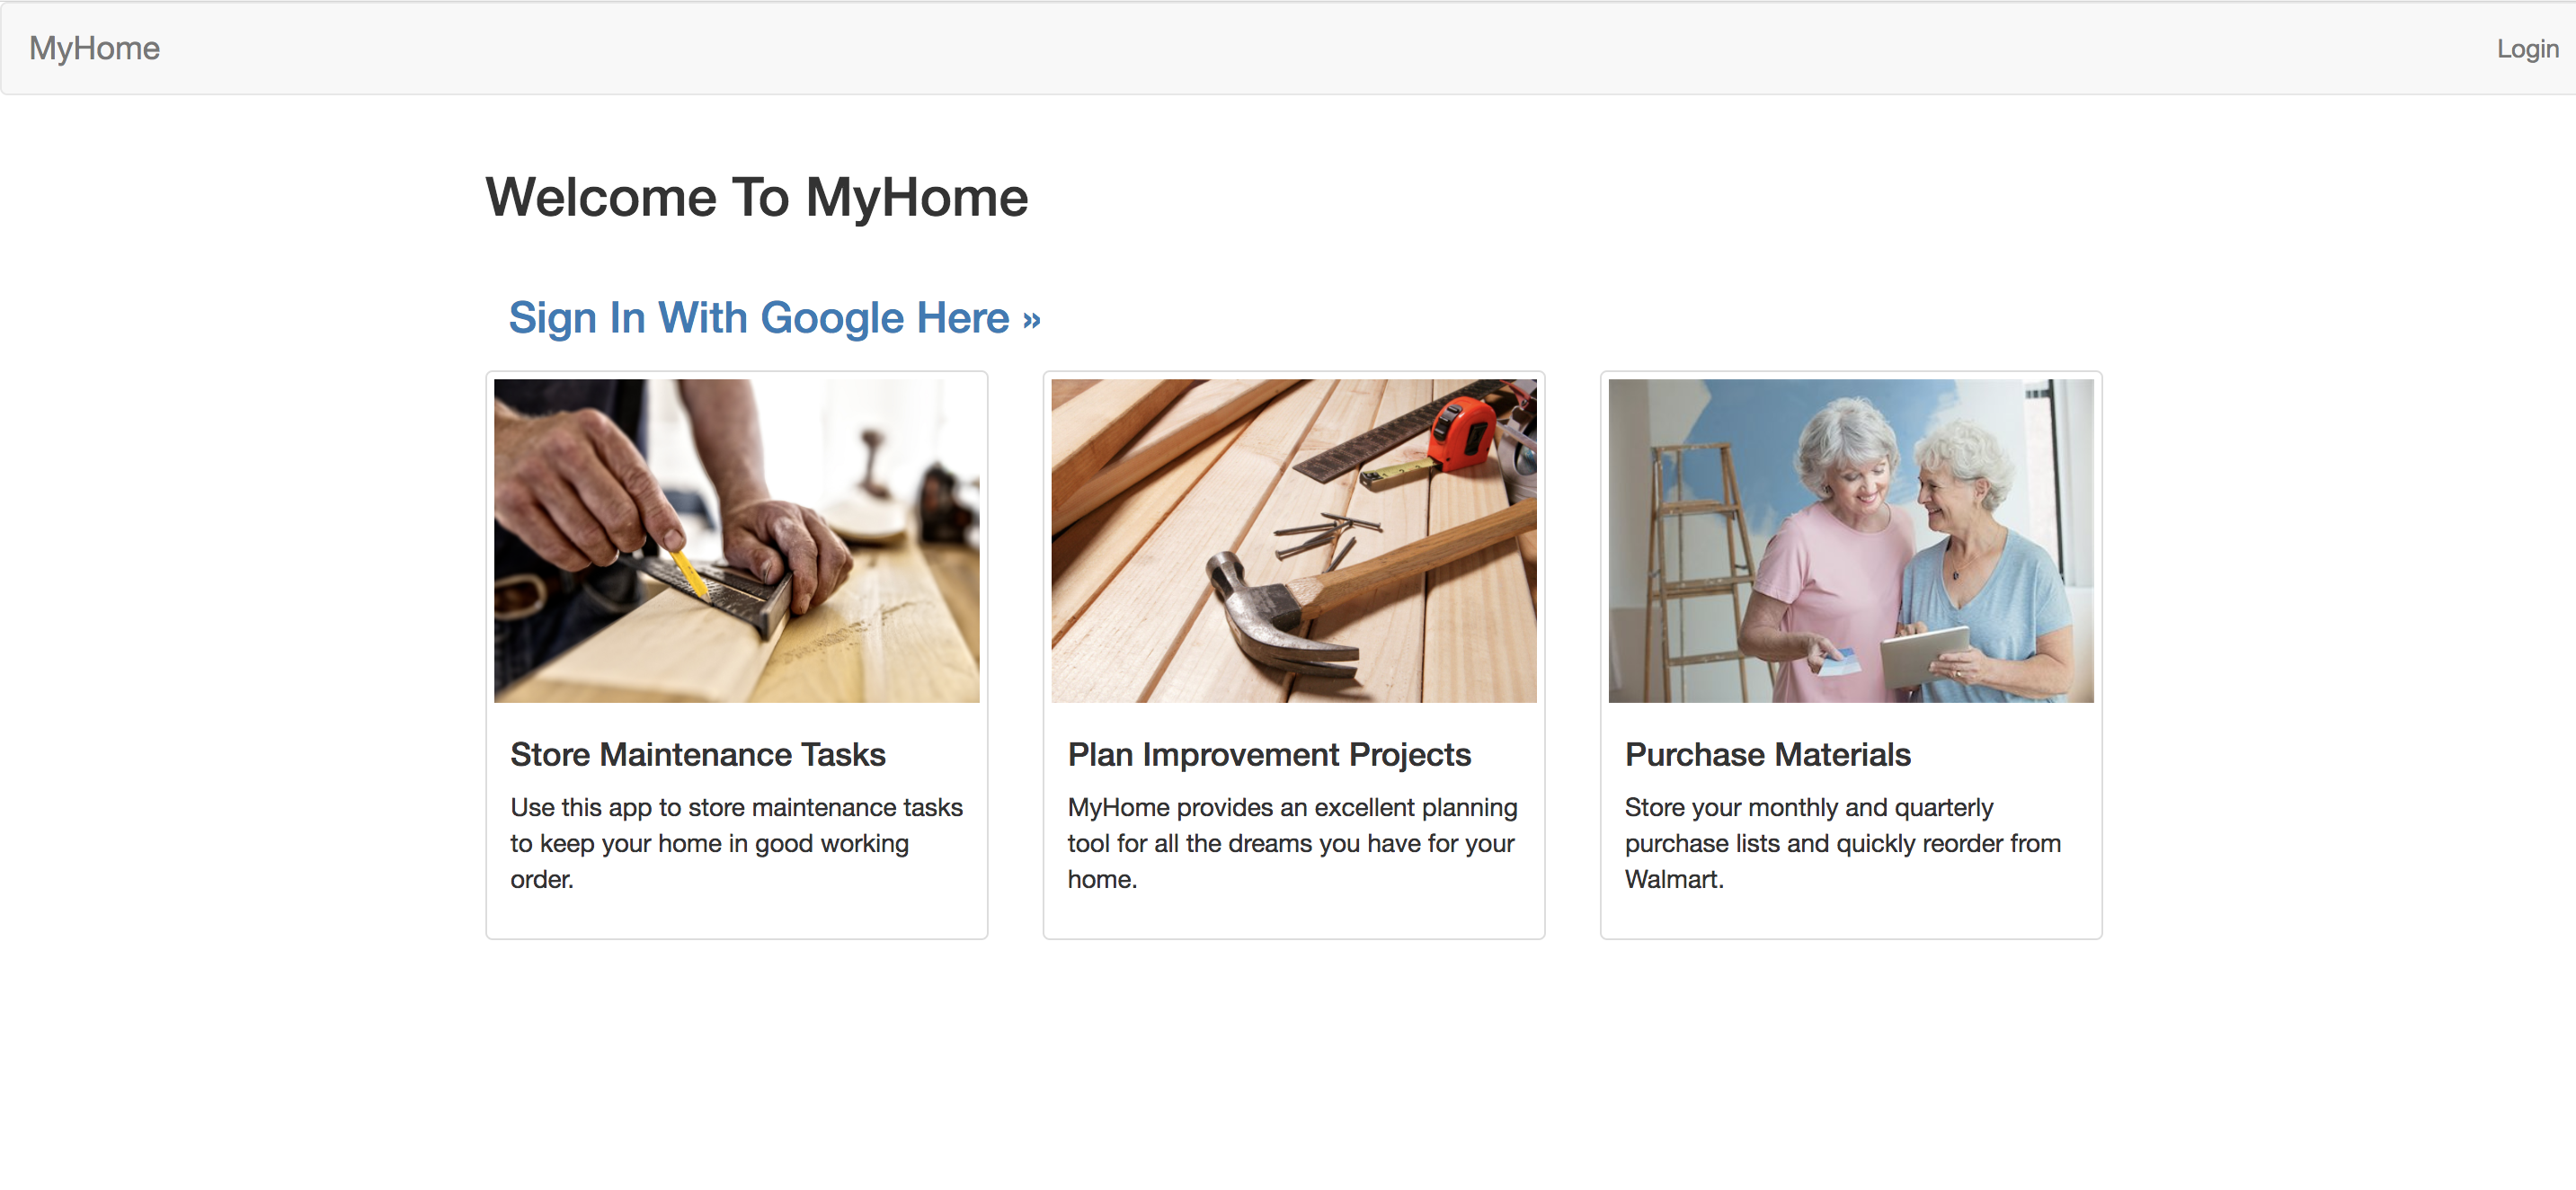 MyHome
Login
Welcome To MyHome
Sign In With Google Here »
Store Maintenance Tasks
Use this app to store maintenance tasks
to keep your home in good working
order.
Plan Improvement Projects
MyHome provides an excellent planning
tool for all the dreams you have for your
home.
Purchase Materials
Store your monthly and quarterly
purchase lists and quickly reorder from
Walmart.